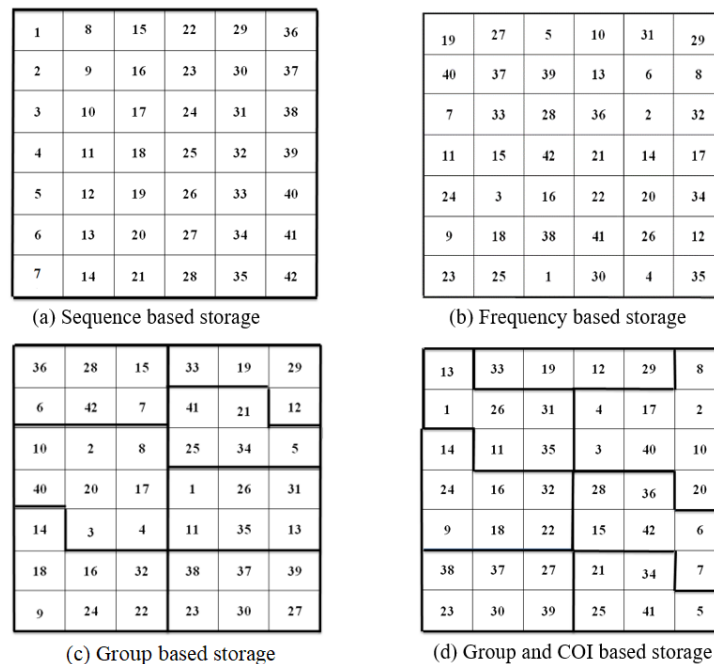 1 8 15 22 29 36
2 9 16 23 30 37
3 10 17 24 31 38
4 11 18 25 32 39
5 12 19 26 33 40
6 13 20 27 34 41
7 14 21 28 35 42
(a) Sequence based storage
19 27 5 10 31 29
40 37 39 13 6 8
7 33 28 36 2 32
11 15 42 21 14 17
24 3 16 22 20 34
9 18 38 41 26 12
23 25 1 30 4 35
(b) Frequency based storage
36 28 15 33 19 29
6 42 7 41 21 12
10 2 8 25 34 5
40 20 17 1 26 31
14 3 4 11 35 13
18 16 32 38 37 39
9 24 22 23 30 27
(c) Group based storage
13 33 19 12 29 8
1 26 31 4 17 2
14 11 35 3 40 10
24 16 32 28 36 20
9 18 22 15 42 6
38 37 27 21 34 7
23 30 39 25 41 5
(d) Group and COI based storage